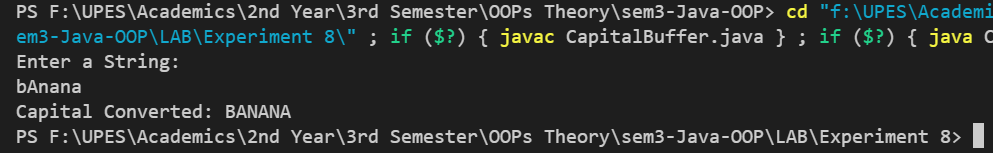 PS F:\UPES\Academics\2nd Year\3rd Semester\OOPs Theory\sem3-Java-OOP> cd "f:\UPES\Academi
em3-Java-OOP\LAB\Experiment 8\" ; if ($?) { javac CapitalBuffer.java } ; if ($?) { java C
Enter a String:
bAnana
Capital Converted: BANANA
PS F:\UPES\Academics\2nd Year\3rd Semester\OOPs Theory\sem3-Java-OOP\LAB\Experiment 8>